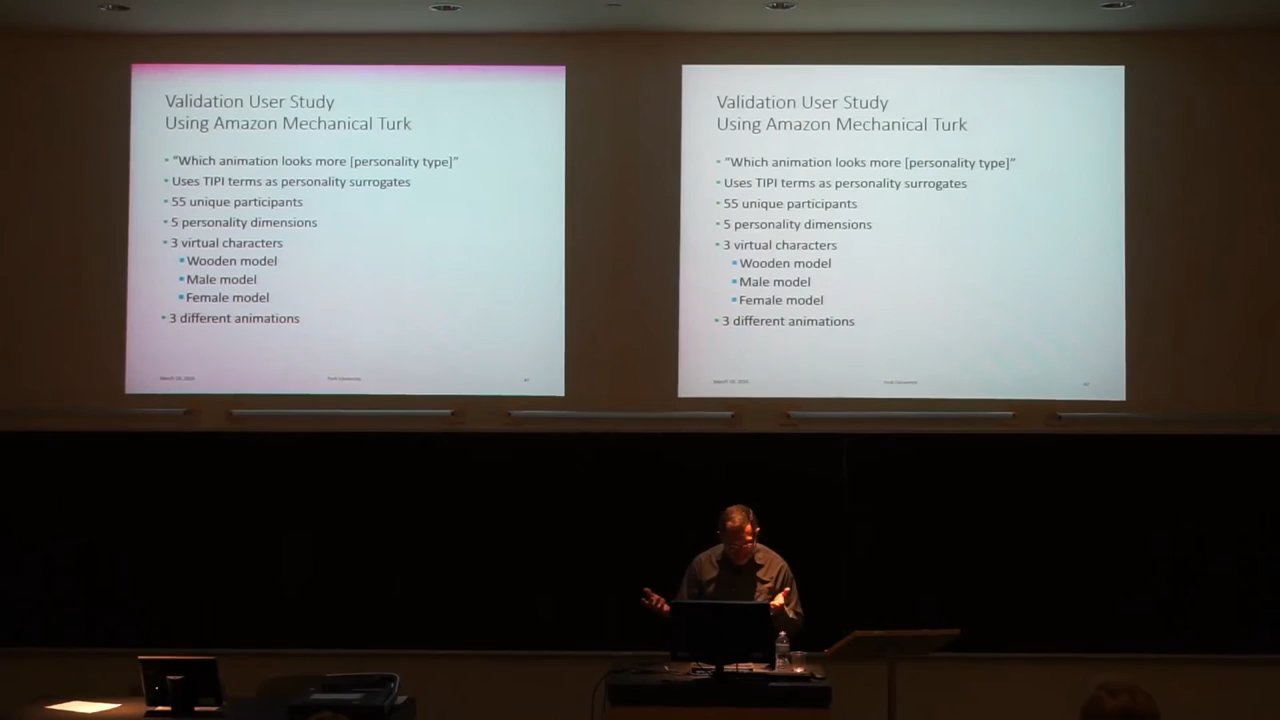 Validation User Study
Using Amazon Mechanical Turk
"Which animation looks more [personality type]"
Uses TIPI terms as personality surrogates
55 unique participants
5 personality dimensions
3 virtual characters
Wooden model
Male model
Female model
3 different animations
Validation User Study
Using Amazon Mechanical Turk
"Which animation looks more [personality type]"
Uses TIPI terms as personality surrogates
55 unique participants
5 personality dimensions
3 virtual characters
Wooden model
Male model
Female model
3 different animations